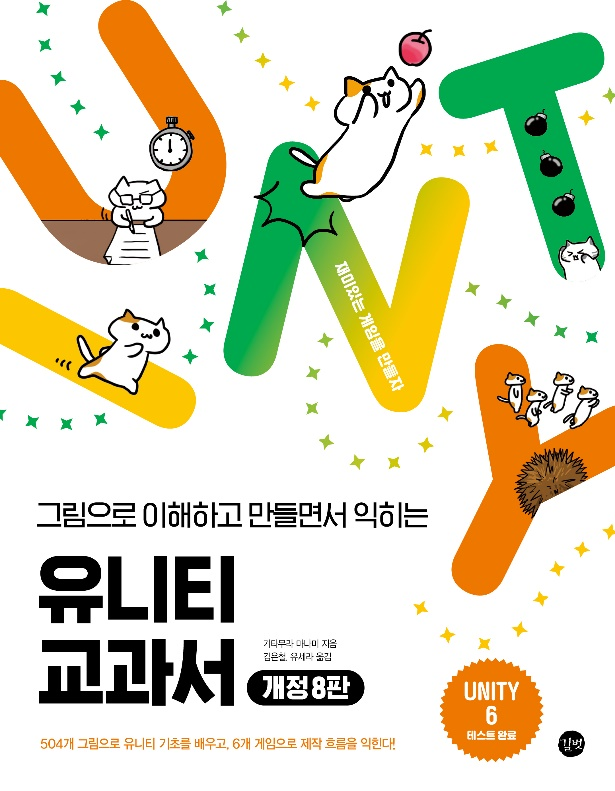 UNITY
재미있는 게임을 만들자
그림으로 이해하고 만들면서 익히는
유니티
교과서
기타무라 마나미 지음
김은철, 유세라 옮김
개정 8판
UNITY
6
테스트 완료
길벗
504개 그림으로 유니티 기초를 배우고, 6개 게임으로 제작 흐름을 익힌다!